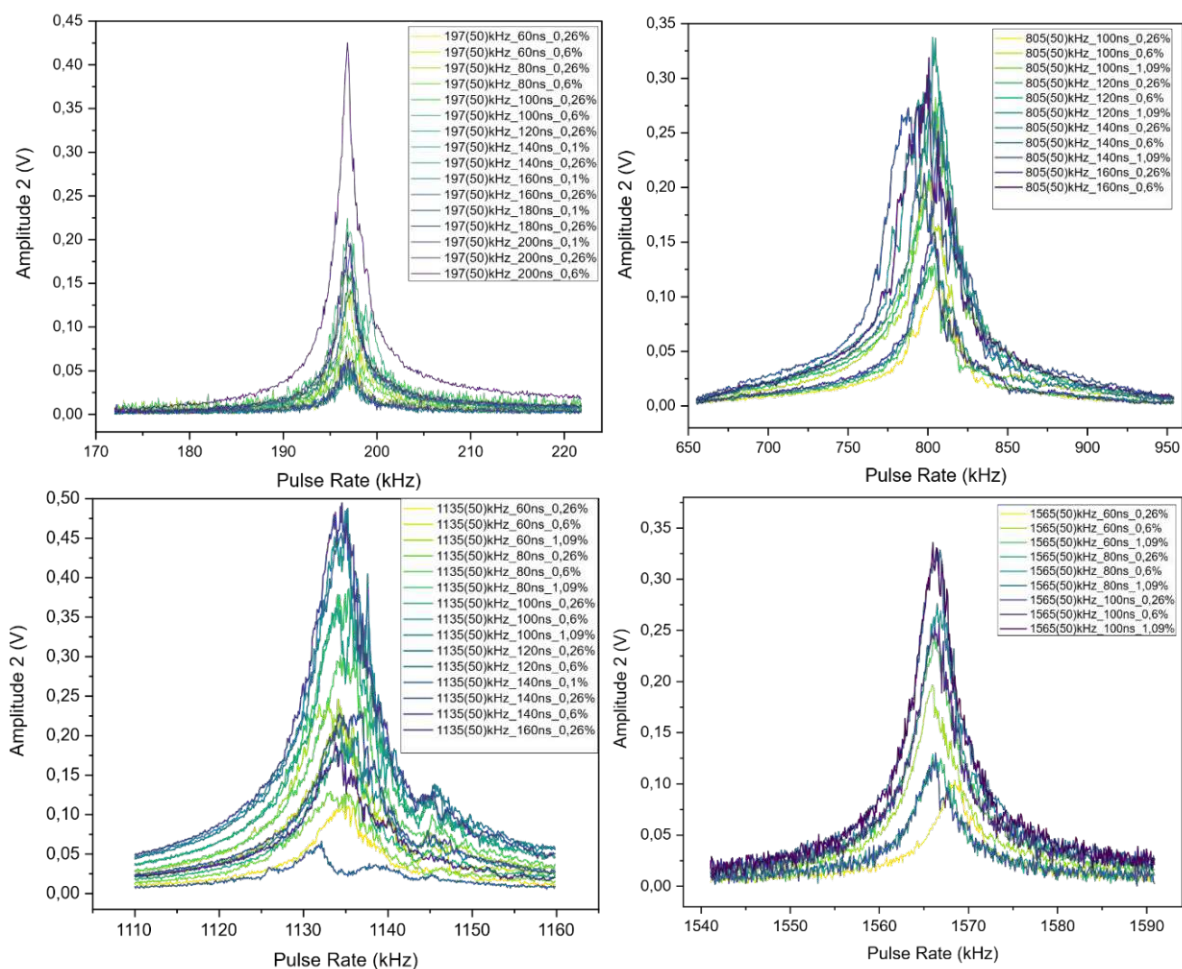 0,50
0,45
0,40
0,35
0,30
0,25
0,20
0,15
0,10
0,05
0,00
Amplitude 2 (V)
170 180 190 200 210 220
Pulse Rate (kHz)
197(50)kHz_60ns_0,26%
197(50)kHz_60ns_0,6%
197(50)kHz_80ns_0,26%
197(50)kHz_80ns_0,6%
197(50)kHz_100ns_0,26%
197(50)kHz_100ns_0,6%
197(50)kHz_120ns_0,26%
197(50)kHz_140ns_0,1%
197(50)kHz_140ns_0,26%
197(50)kHz_160ns_0,1%
197(50)kHz_160ns_0,26%
197(50)kHz_180ns_0,1%
197(50)kHz_180ns_0,26%
197(50)kHz_200ns_0,1%
197(50)kHz_200ns_0,26%
197(50)kHz_200ns_0,6%
0,35
0,30
0,25
0,20
0,15
0,10
0,05
0,00
Amplitude 2 (V)
650 700 750 800 850 900 950
Pulse Rate (kHz)
805(50)kHz_100ns_0,26%
805(50)kHz_100ns_0,6%
805(50)kHz_100ns_1,09%
805(50)kHz_120ns_0,26%
805(50)kHz_120ns_0,6%
805(50)kHz_120ns_1,09%
805(50)kHz_140ns_0,26%
805(50)kHz_140ns_0,6%
805(50)kHz_140ns_1,09%
805(50)kHz_160ns_0,26%
805(50)kHz_160ns_0,6%
0,50
0,45
0,40
0,35
0,30
0,25
0,20
0,15
0,10
0,05
0,00
Amplitude 2 (V)
1110 1120 1130 1140 1150 1160
Pulse Rate (kHz)
1135(50)kHz_60ns_0,26%
1135(50)kHz_60ns_0,6%
1135(50)kHz_60ns_1,09%
1135(50)kHz_80ns_0,26%
1135(50)kHz_80ns_0,6%
1135(50)kHz_80ns_1,09%
1135(50)kHz_100ns_0,26%
1135(50)kHz_100ns_0,6%
1135(50)kHz_100ns_1,09%
1135(50)kHz_120ns_0,26%
1135(50)kHz_120ns_0,6%
1135(50)kHz_140ns_0,1%
1135(50)kHz_140ns_0,26%
1135(50)kHz_140ns_0,6%
1135(50)kHz_160ns_0,26%
0,35
0,30
0,25
0,20
0,15
0,10
0,05
0,00
Amplitude 2 (V)
1540 1550 1560 1570 1580 1590
Pulse Rate (kHz)
1565(50)kHz_60ns_0,26%
1565(50)kHz_60ns_0,6%
1565(50)kHz_60ns_1,09%
1565(50)kHz_80ns_0,26%
1565(50)kHz_80ns_0,6%
1565(50)kHz_80ns_1,09%
1565(50)kHz_100ns_0,26%
1565(50)kHz_100ns_0,6%
1565(50)kHz_100ns_1,09%